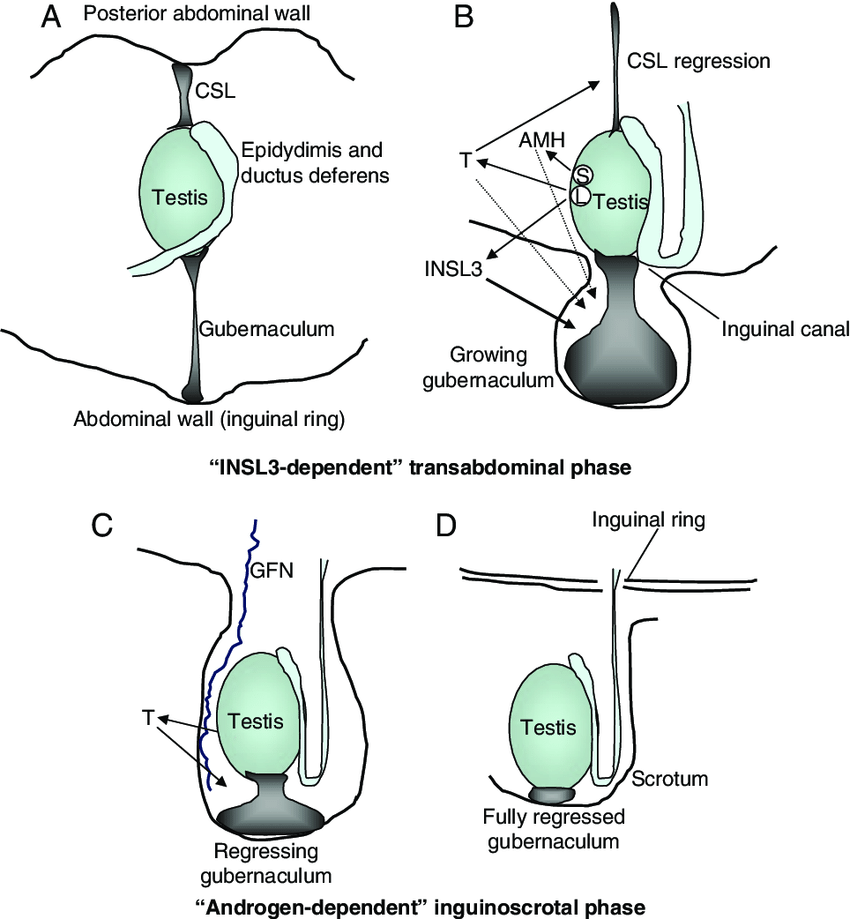 A
Posterior abdominal wall
CSL
Epidydimis and
ductus deferens
Testis
Gubernaculum
Abdominal wall (inguinal ring)
B
CSL regression
AMH
T
S
L
Testis
INSL3
Inguinal canal
Growing
gubernaculum
“INSL3-dependent” transabdominal phase
C
GFN
T
Testis
Regressing
gubernaculum
D
Inguinal ring
Testis
Scrotum
Fully regressed
gubernaculum
“Androgen-dependent” inguinoscrotal phase